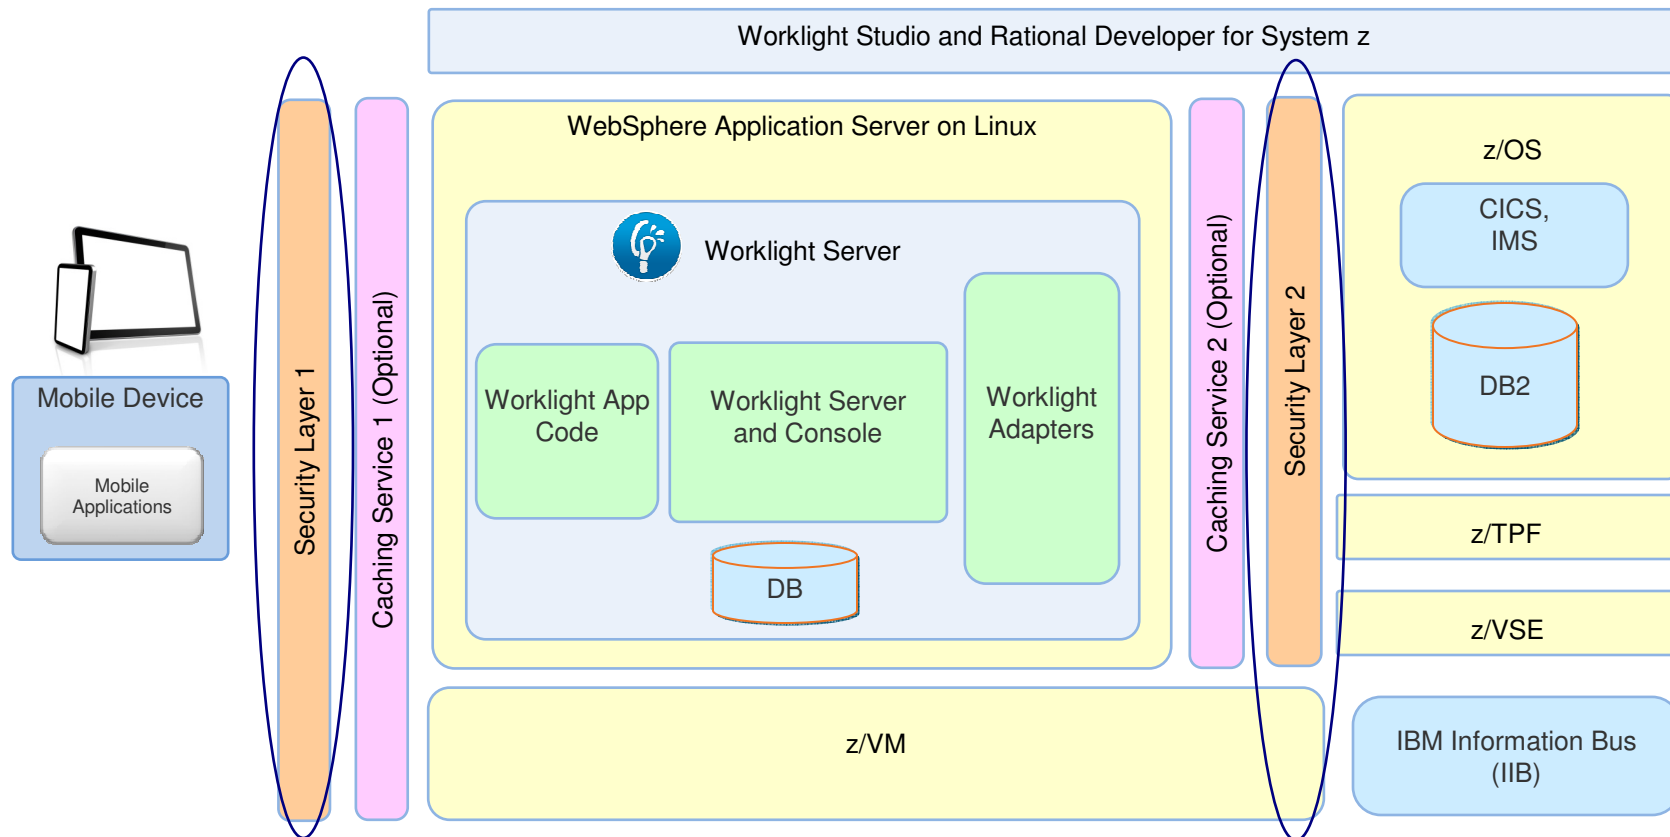 Worklight Studio and Rational Developer for System z
WebSphere Application Server on Linux
Worklight Server
Worklight App
Code
Worklight Server
and Console
Worklight
Adapters
DB
Mobile Device
Mobile
Applications
Security Layer 1
Caching Service 1 (Optional)
Caching Service 2 (Optional)
Security Layer 2
z/OS
CICS,
IMS
DB2
z/TPF
z/VSE
z/VM
IBM Information Bus
(IIB)